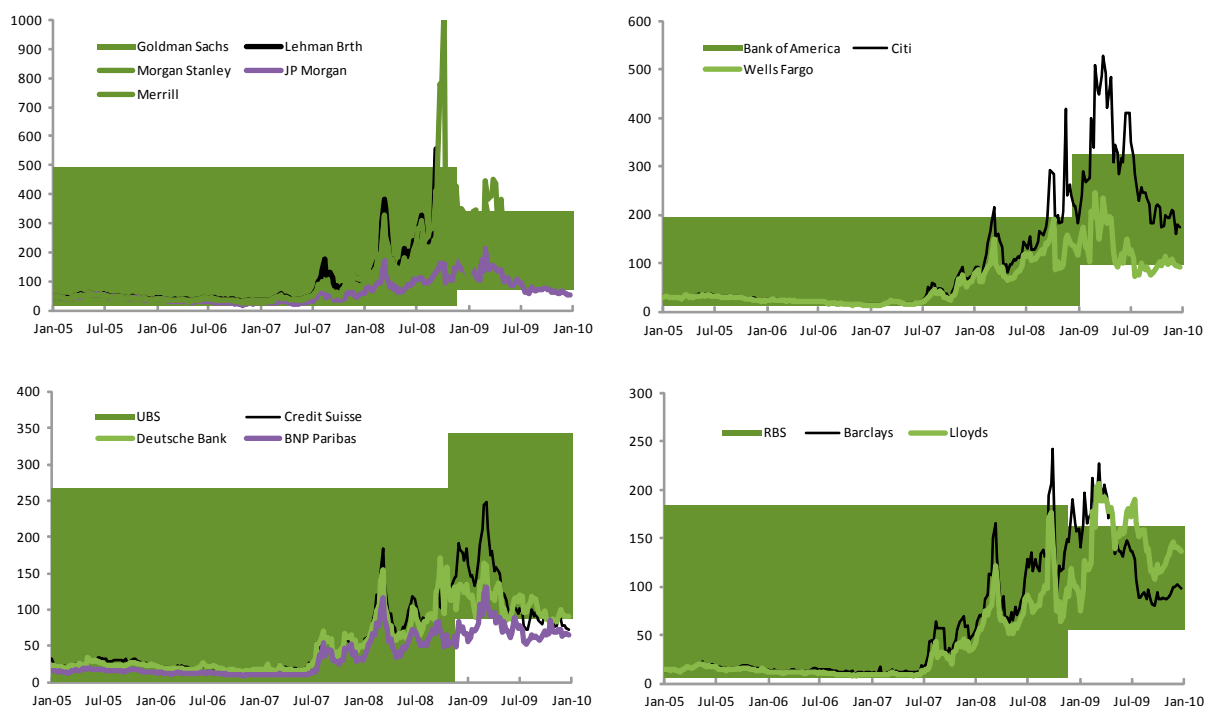 1000
900
800
700
600
500
400
300
200
100
0
Goldman Sachs Lehman Brth
Morgan Stanley JP Morgan
Merrill
Jan-05 Jul-05 Jan-06 Jul-06 Jan-07 Jul-07 Jan-08 Jul-08 Jan-09 Jul-09 Jan-10
600
500
400
300
200
100
0
Bank of America Citi
Wells Fargo
Jan-05 Jul-05 Jan-06 Jul-06 Jan-07 Jul-07 Jan-08 Jul-08 Jan-09 Jul-09 Jan-10
400
350
300
250
200
150
100
50
0
UBS Credit Suisse
Deutsche Bank BNP Paribas
Jan-05 Jul-05 Jan-06 Jul-06 Jan-07 Jul-07 Jan-08 Jul-08 Jan-09 Jul-09 Jan-10
300
250
200
150
100
50
0
RBS Barclays Lloyds
Jan-05 Jul-05 Jan-06 Jul-06 Jan-07 Jul-07 Jan-08 Jul-08 Jan-09 Jul-09 Jan-10